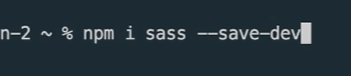 n-2 ~ % npm i sass --save-dev